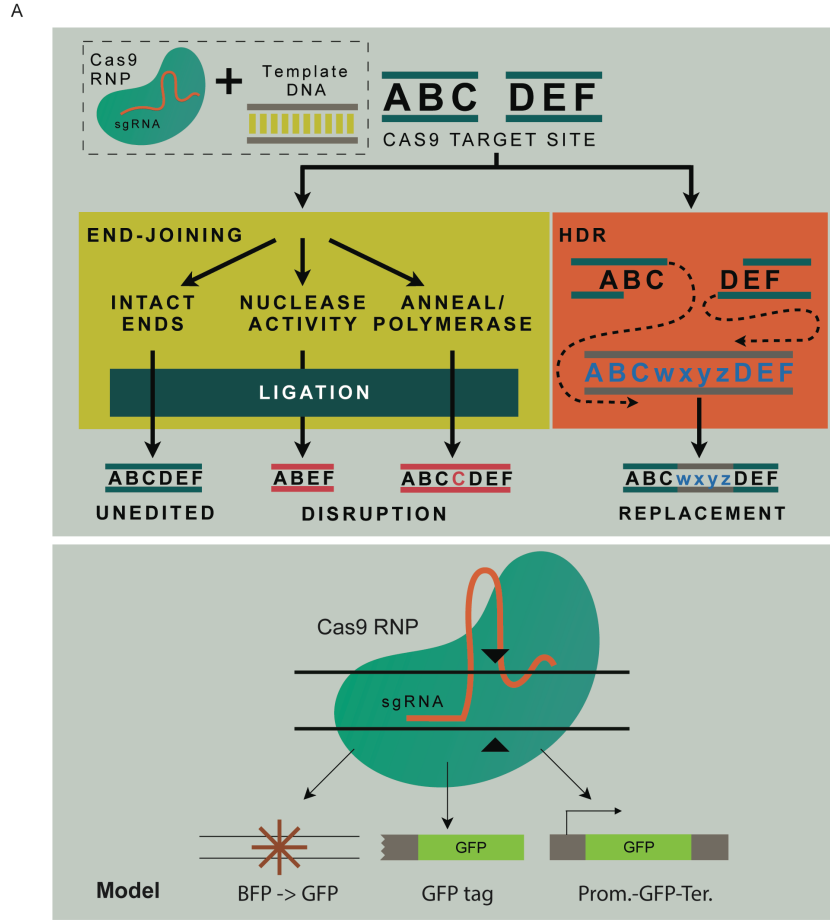 A
Cas9
RNP
sgRNA
+
Template
DNA
ABC DEF
CAS9 TARGET SITE
END-JOINING
INTACT
ENDS
NUCLEASE
ACTIVITY
ANNEAL/
POLYMERASE
LIGATION
HDR
ABC DEF
ABCwxyzDEF
ABCDEF
UNEDITED
ABEF
ABCCDEF
DISRUPTION
ABCwxyzDEF
REPLACEMENT
Cas9 RNP
sgRNA
GFP
GFP
Model
BFP -> GFP
GFP tag
Prom.-GFP-Ter.